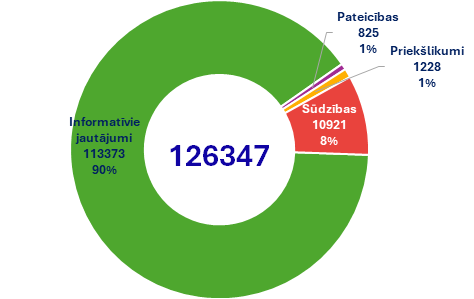 Pateicības
825
1%
Priekšlikumi
1228
1%
Sūdzības
10921
8%
Informatīvie
jautājumi
113373
90%
126347